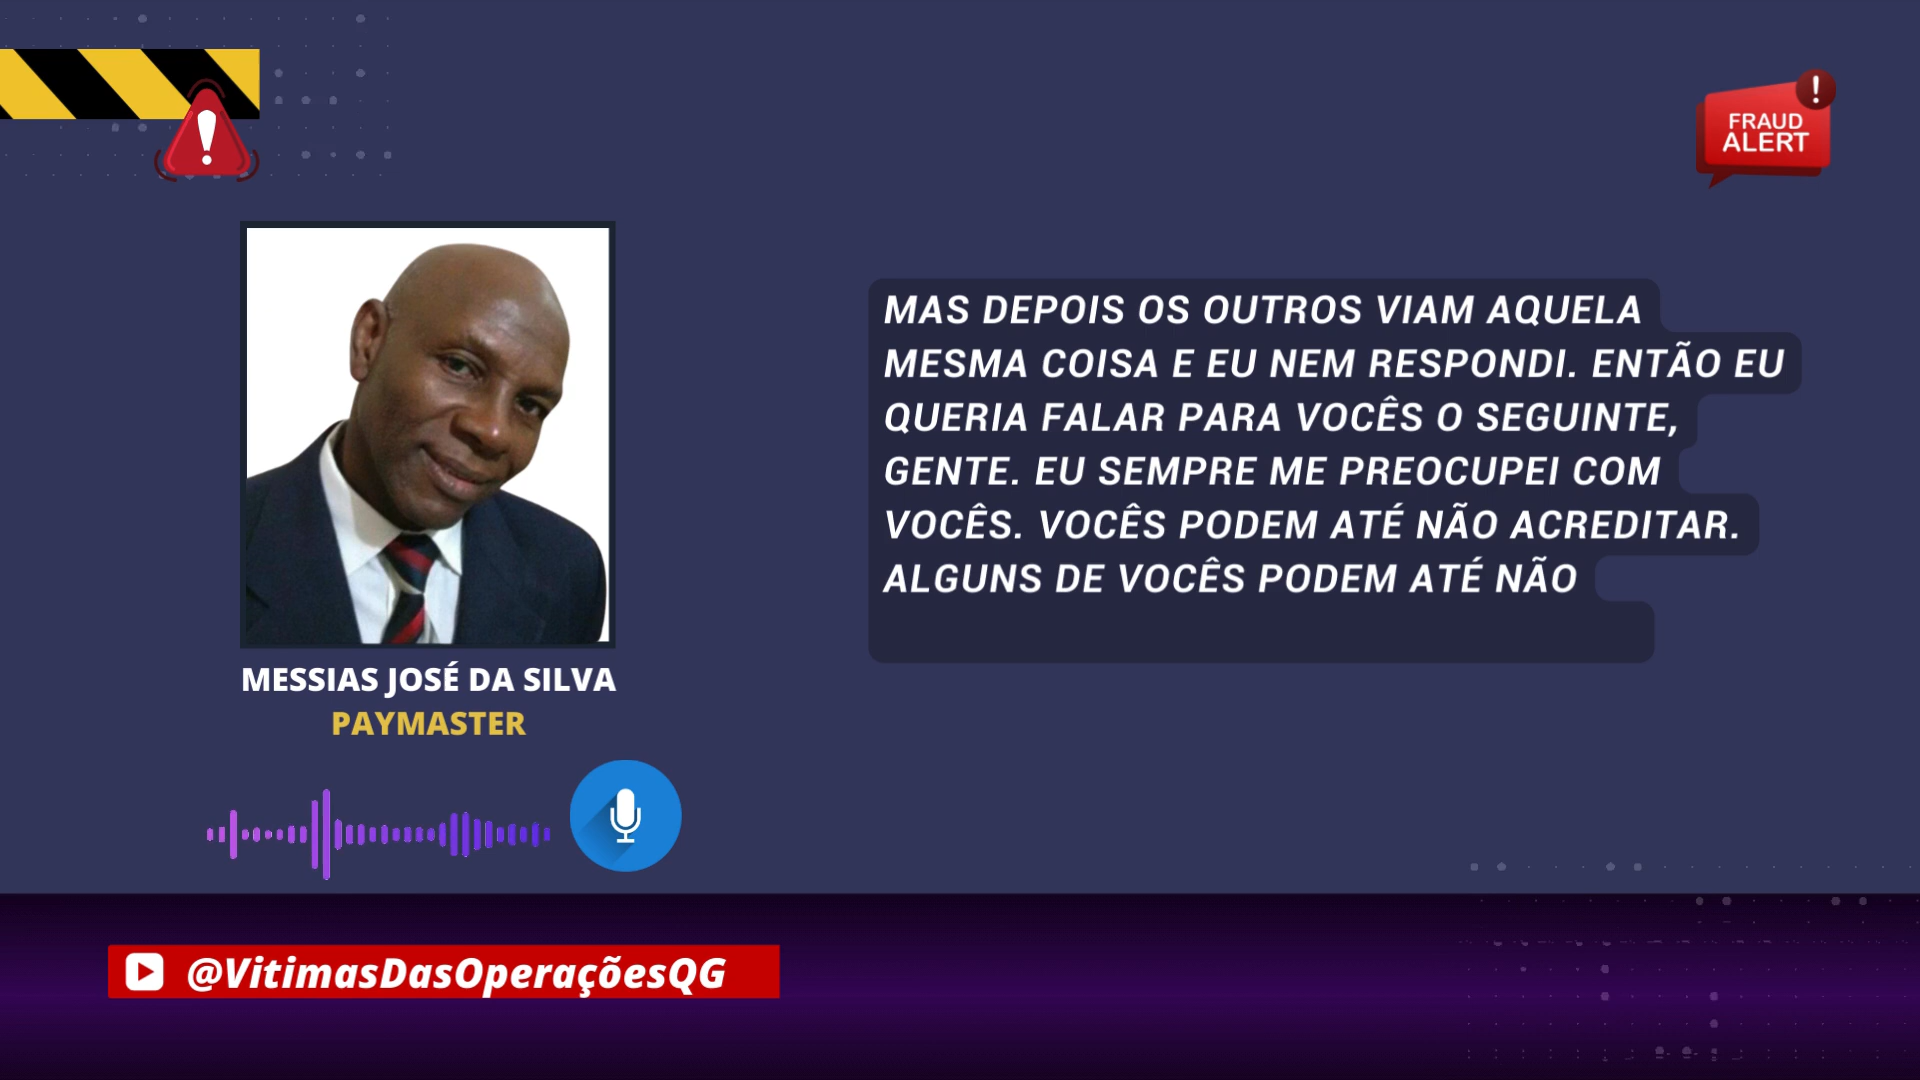 FRAUD
ALERT
MAS DEPOIS OS OUTROS VIAM AQUELA
MESMA COISA E EU NEM RESPONDI. ENTÃO EU
QUERIA FALAR PARA VOCÊS O SEGUINTE,
GENTE. EU SEMPRE ME PREOCUPEI COM
VOCÊS. VOCÊS PODEM ATÉ NÃO ACREDITAR.
ALGUNS DE VOCÊS PODEM ATÉ NÃO
MESSIAS JOSÉ DA SILVA
PAYMASTER
@VitimasDasOperaçõesQG